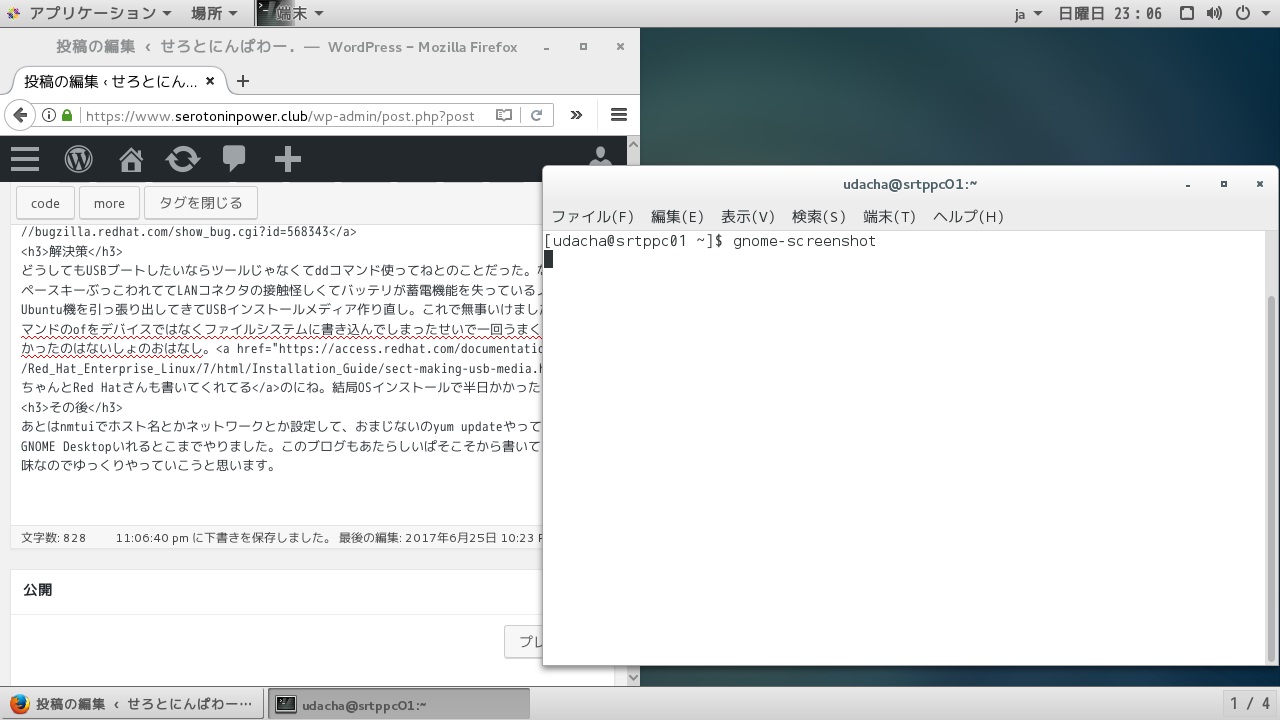 アプリケーション 場所 端末 ja 日曜日 23:06
投稿の編集 ‹ せろとにんぱわー. — WordPress - Mozilla Firefox
投稿の編集 ‹ せろとにん...
https://www.serotoninpower.club/wp-admin/post.php?post
code more タグを閉じる
//bugzilla.redhat.com/show_bug.cgi?id=568343</a>
<h3>解決策</h3>
どうしてもUSBブートしたいならツールじゃなくてddコマンド使ってねとのことだった。
ペースキーぶっこわれててLANコネクタの接触怪しくてバッテリが蓄電機能を失っている
Ubuntu機を引っ張り出してきてUSBインストールメディア作り直し。これで無事いけまし
マンドのofをデバイスではなくファイルシステムに書き込んでしまったせいで一回うまく
かったのはないしょのおはなし。<a href="https://access.redhat.com/documentatio
/Red_Hat_Enterprise_Linux/7/html/Installation_Guide/sect-making-usb-media.
ちゃんとRed Hatさんも書いてくれてる</a>のにね。結局OSインストールで半日かかった
<h3>その後</h3>
あとはnmtuiでホスト名とかネットワークとか設定して、おまじないのyum updateやって
GNOME Desktopいれるとこまでやりました。このブログもあたらしいぱそこそから書いて
味なのでゆっくりやっていこうと思います。
文字数: 828 11:06:40 pm に下書きを保存しました。 最後の編集: 2017年6月25日 10:23
公開
プレ
udacha@srtppc01:~
ファイル(F) 編集(E) 表示(V) 検索(S) 端末(T) ヘルプ(H)
[udacha@srtppc01 ~]$ gnome-screenshot
投稿の編集 ‹ せろとにんぱわー… udacha@srtppc01:~ 1 / 4